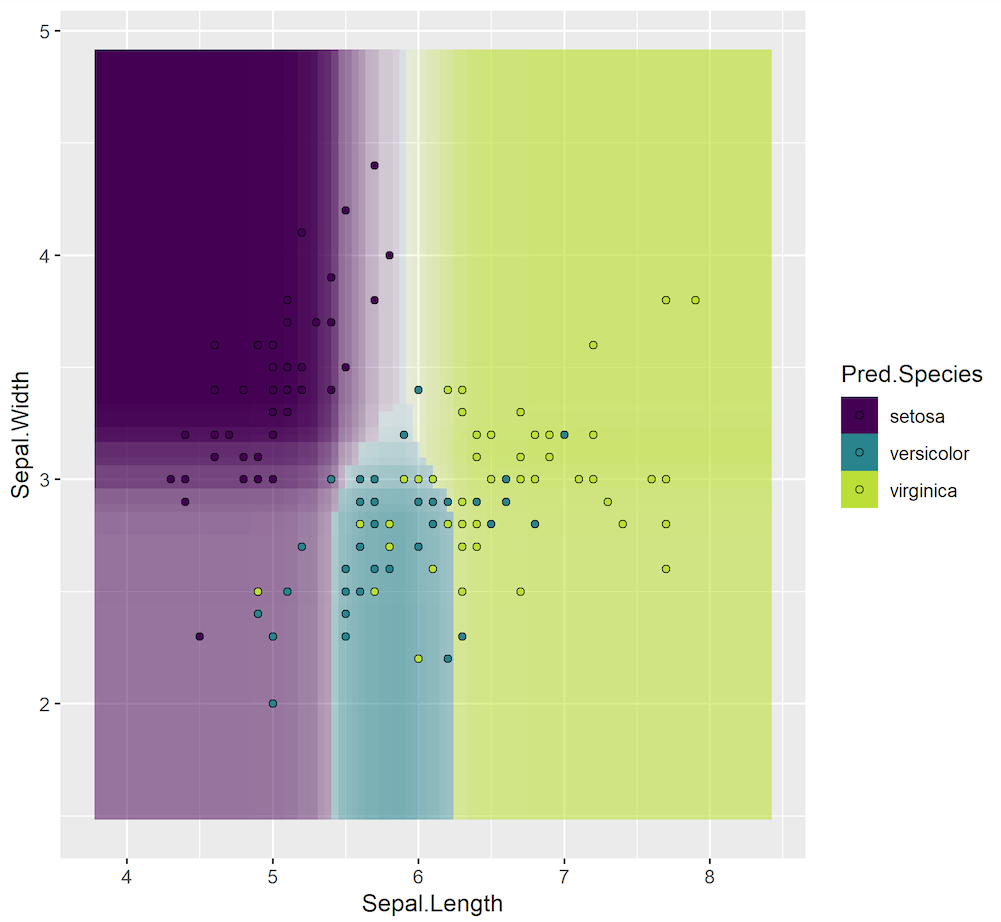 5
4
3
2
Sepal.Width
4 5 6 7 8
Sepal.Length
Pred.Species
setosa
versicolor
virginica